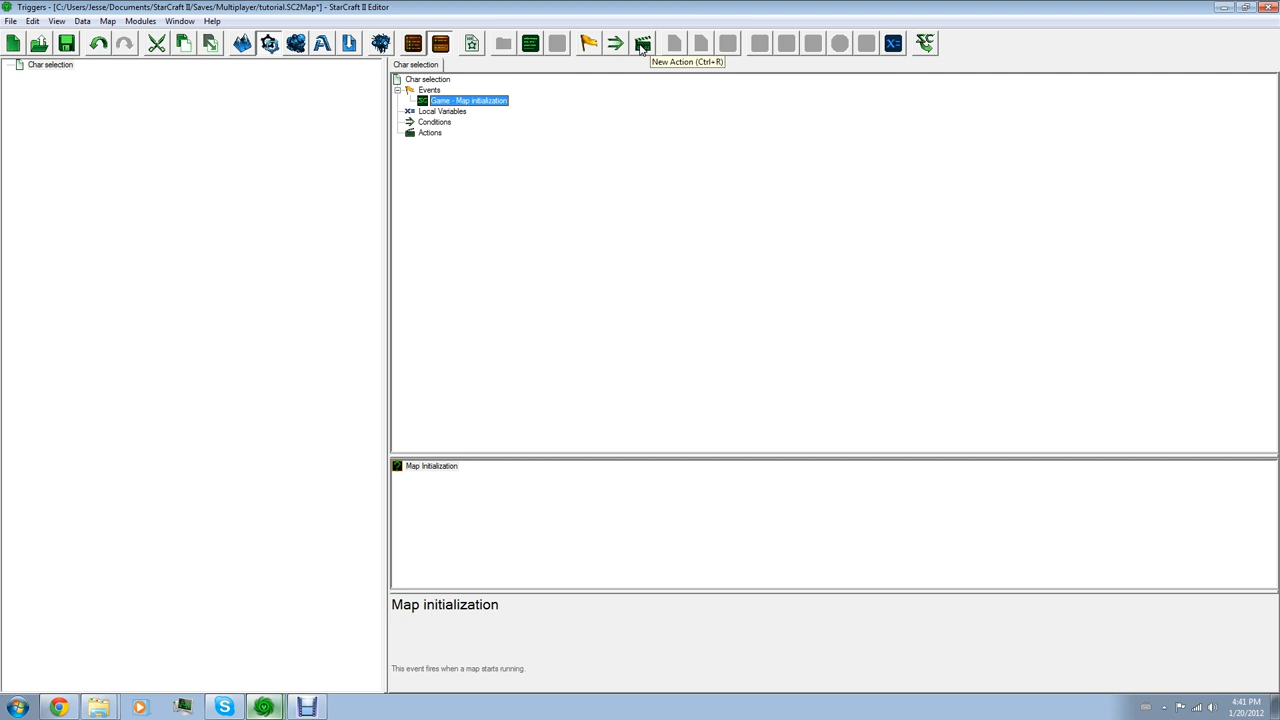 Triggers - [C:/Users/Jesse/Documents/StarCraft II/Saves/Multiplayer/tutorial.SC2Map*] - StarCraft II Editor
File Edit View Data Map Modules Window Help
New Action (Ctrl+R)
Char selection
Char selection
Char selection
Events
Game - Map initialization
Local Variables
Conditions
Actions
Map Initialization
Map initialization
This event fires when a map starts running.
4:41 PM
1/20/2012